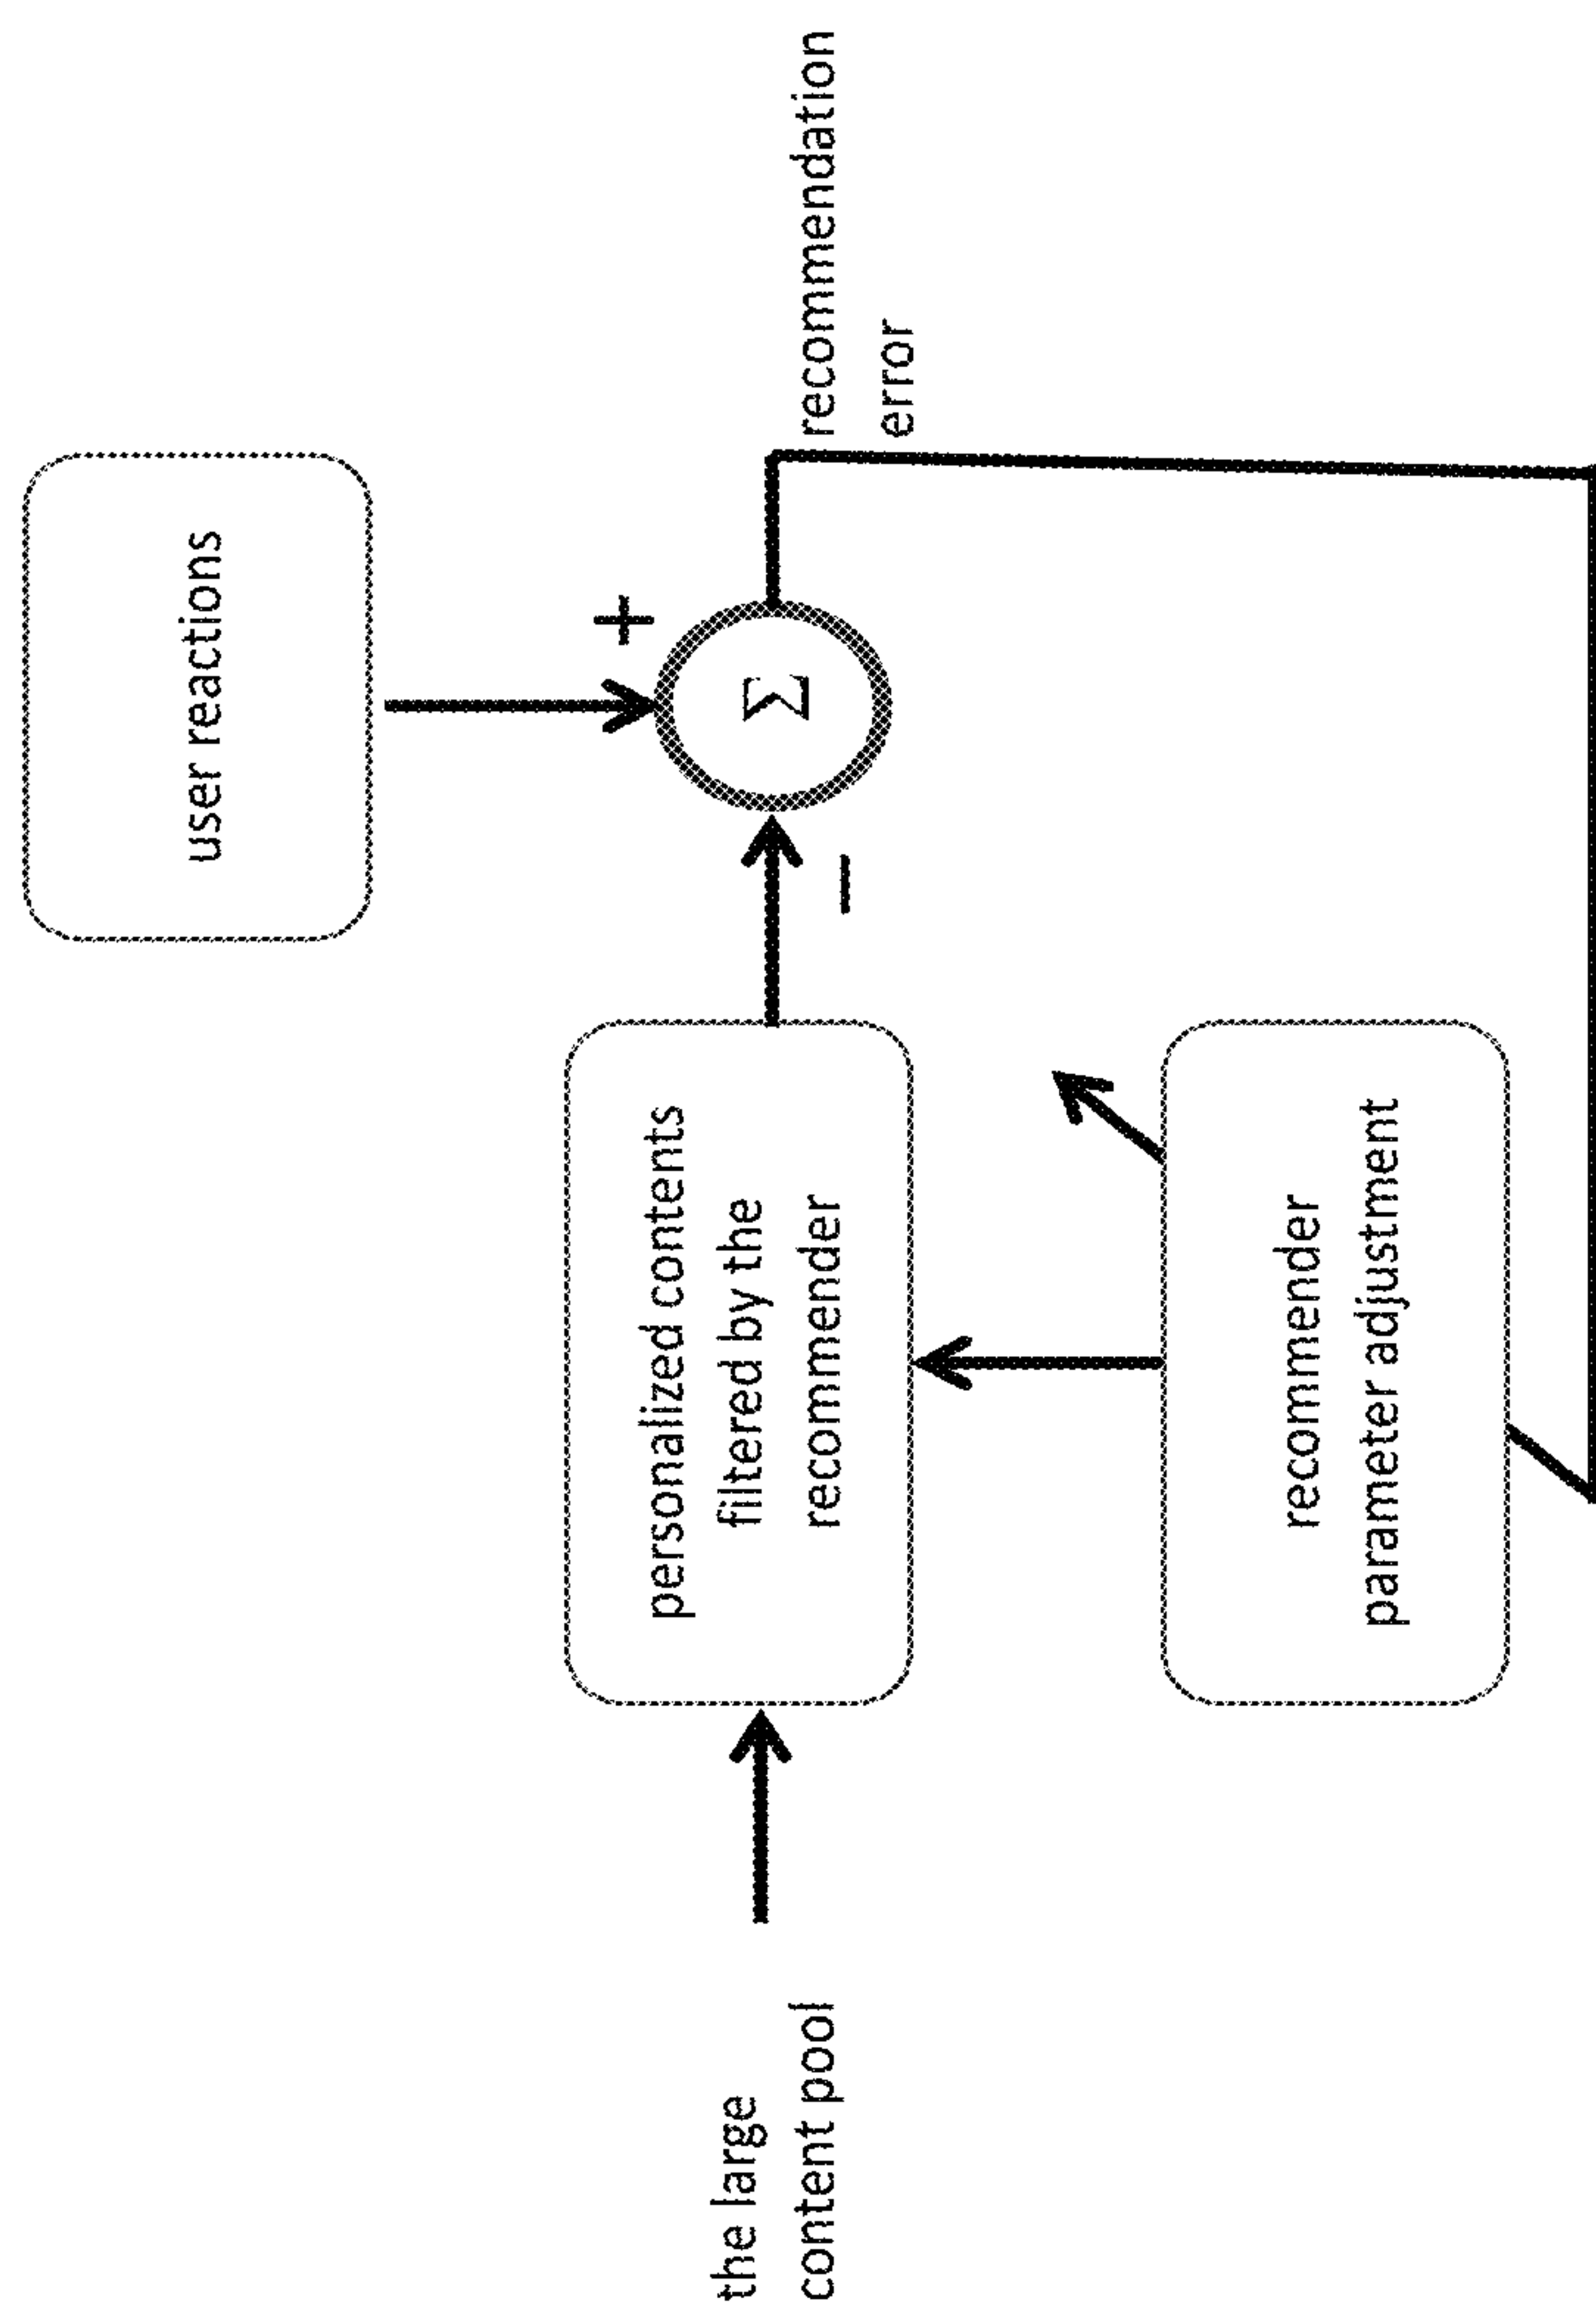 user reactions
the large
content pool
personalized contents
filtered by the
recommender
+
−
Σ
recommendation
error
recommender
parameter adjustment